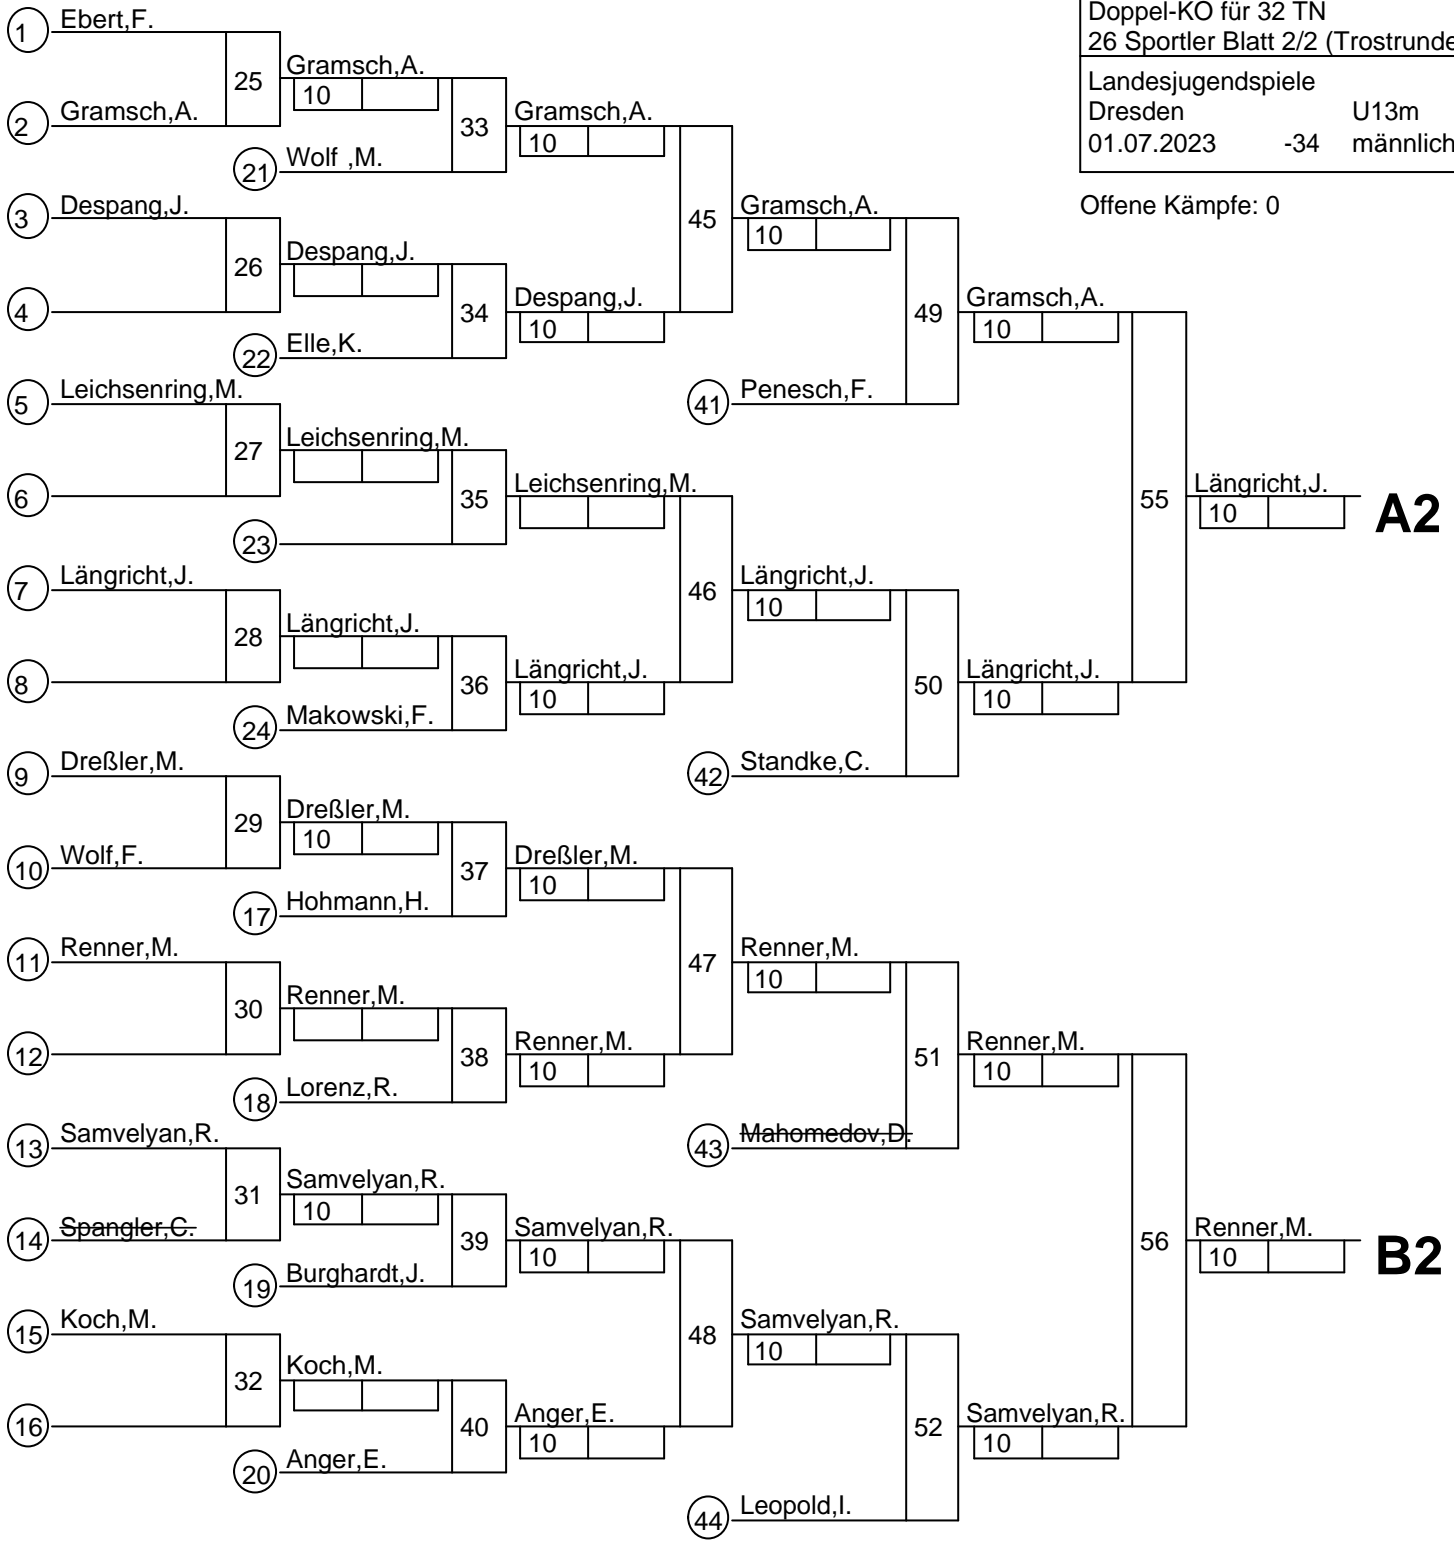 Doppel-KO für 32 TN
26 Sportler Blatt 2/2 (Trostrunde
Landesjugendspiele
Dresden U13m
01.07.2023 -34 männlich
Offene Kämpfe: 0
1 Ebert,F.
25 Gramsch,A.
10
2 Gramsch,A.
33 Gramsch,A.
10
21 Wolf ,M.
3 Despang,J.
45 Gramsch,A.
10
26 Despang,J.
4
34 Despang,J.
10
22 Elle,K.
49 Gramsch,A.
10
5 Leichsenring,M.
41 Penesch,F.
27 Leichsenring,M.
6
35 Leichsenring,M.
23
55 Längricht,J.
10
A2
7 Längricht,J.
46 Längricht,J.
10
28 Längricht,J.
8
36 Längricht,J.
10
24 Makowski,F.
50 Längricht,J.
10
9 Dreßler,M.
42 Standke,C.
29 Dreßler,M.
10
10 Wolf,F.
37 Dreßler,M.
10
17 Hohmann,H.
11 Renner,M.
47 Renner,M.
10
30 Renner,M.
12
38 Renner,M.
10
18 Lorenz,R.
51 Renner,M.
10
13 Samvelyan,R.
43 Mahomedov,D.
31 Samvelyan,R.
10
14 Spangler,C.
39 Samvelyan,R.
10
19 Burghardt,J.
56 Renner,M.
10
B2
15 Koch,M.
48 Samvelyan,R.
10
32 Koch,M.
16
40 Anger,E.
10
20 Anger,E.
52 Samvelyan,R.
10
44 Leopold,I.